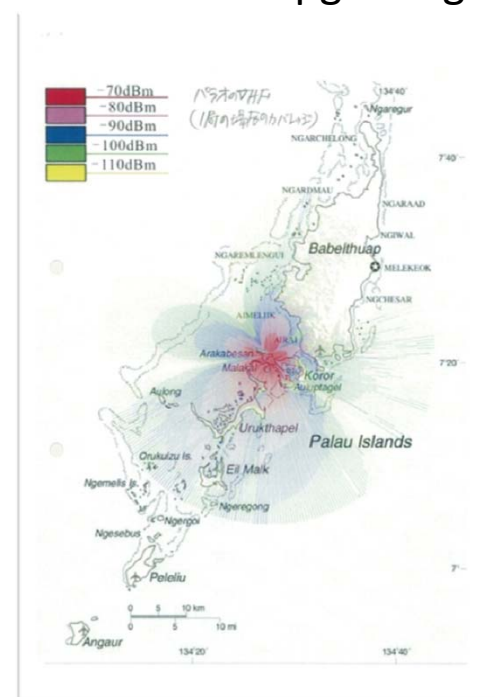 -70dBm
-80dBm
-90dBm
-100dBm
-110dBm
パラオのVHF
(1局の場合のカバレッジ)
134°40'
Ngaregur
NGARCHELONG
7°40'
NGARDMAU
NGARAAD
NGIWAL
Babelthuap
NGAREMLENGUI
MELEKEOK
NGCHESAR
AIMELIIK
AIRAI
Arakabesan
Malakal
7°20'
Koror
Auluptagel
Aulong
Urukthapel
Palau Islands
Orukuizu Is.
Eil Malk
Ngemelis Is.
Ngeregong
Ngergoi
Ngesebus
7°
Peleliu
0 5 10 km
0 5 10 mi
Angaur
134°20'
134°40'